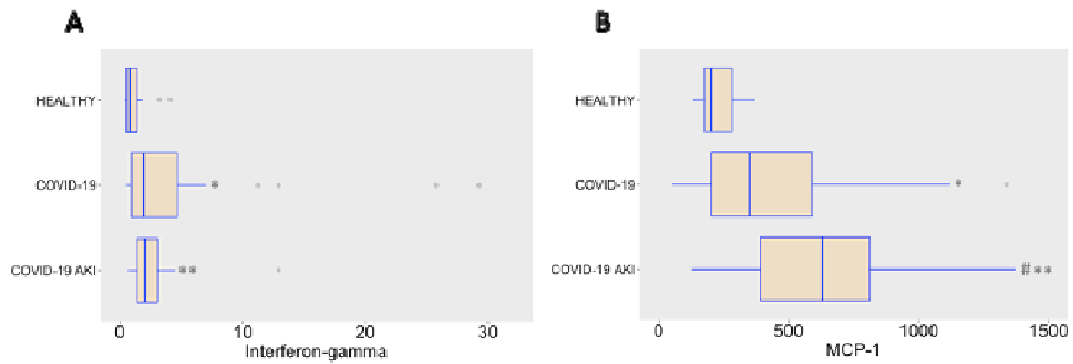 A
HEALTHY
COVID-19
*
COVID-19 AKI
**
0 10 20 30
Interferon-gamma
B
HEALTHY
COVID-19
*
COVID-19 AKI
#**
0 500 1000 1500
MCP-1